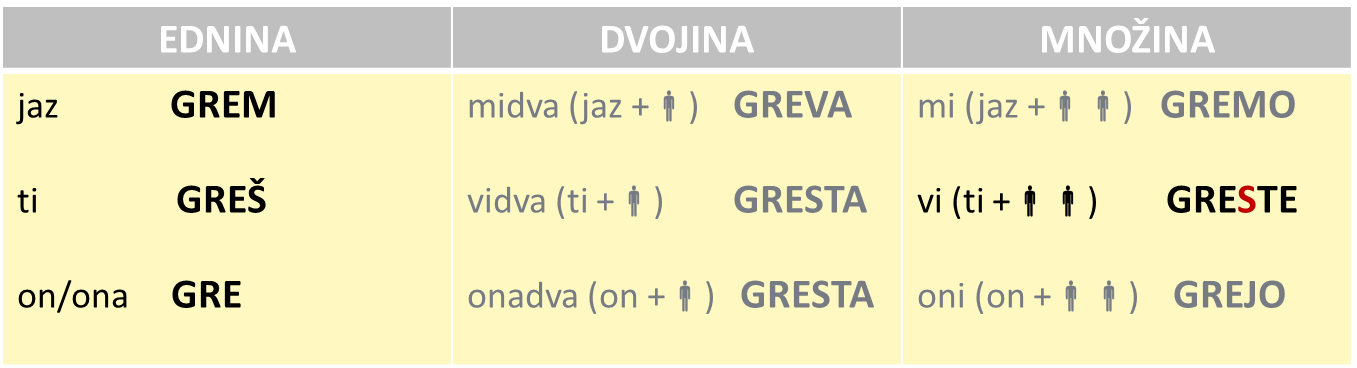 EDNINA DVOJINA MNOŽINA
jaz GREM midva (jaz + ) GREVA mi (jaz + ) GREMO
ti GREŠ vidva (ti + ) GRESTA vi (ti + ) GRESTE
on/ona GRE onadva (on + ) GRESTA oni (on + ) GREJO